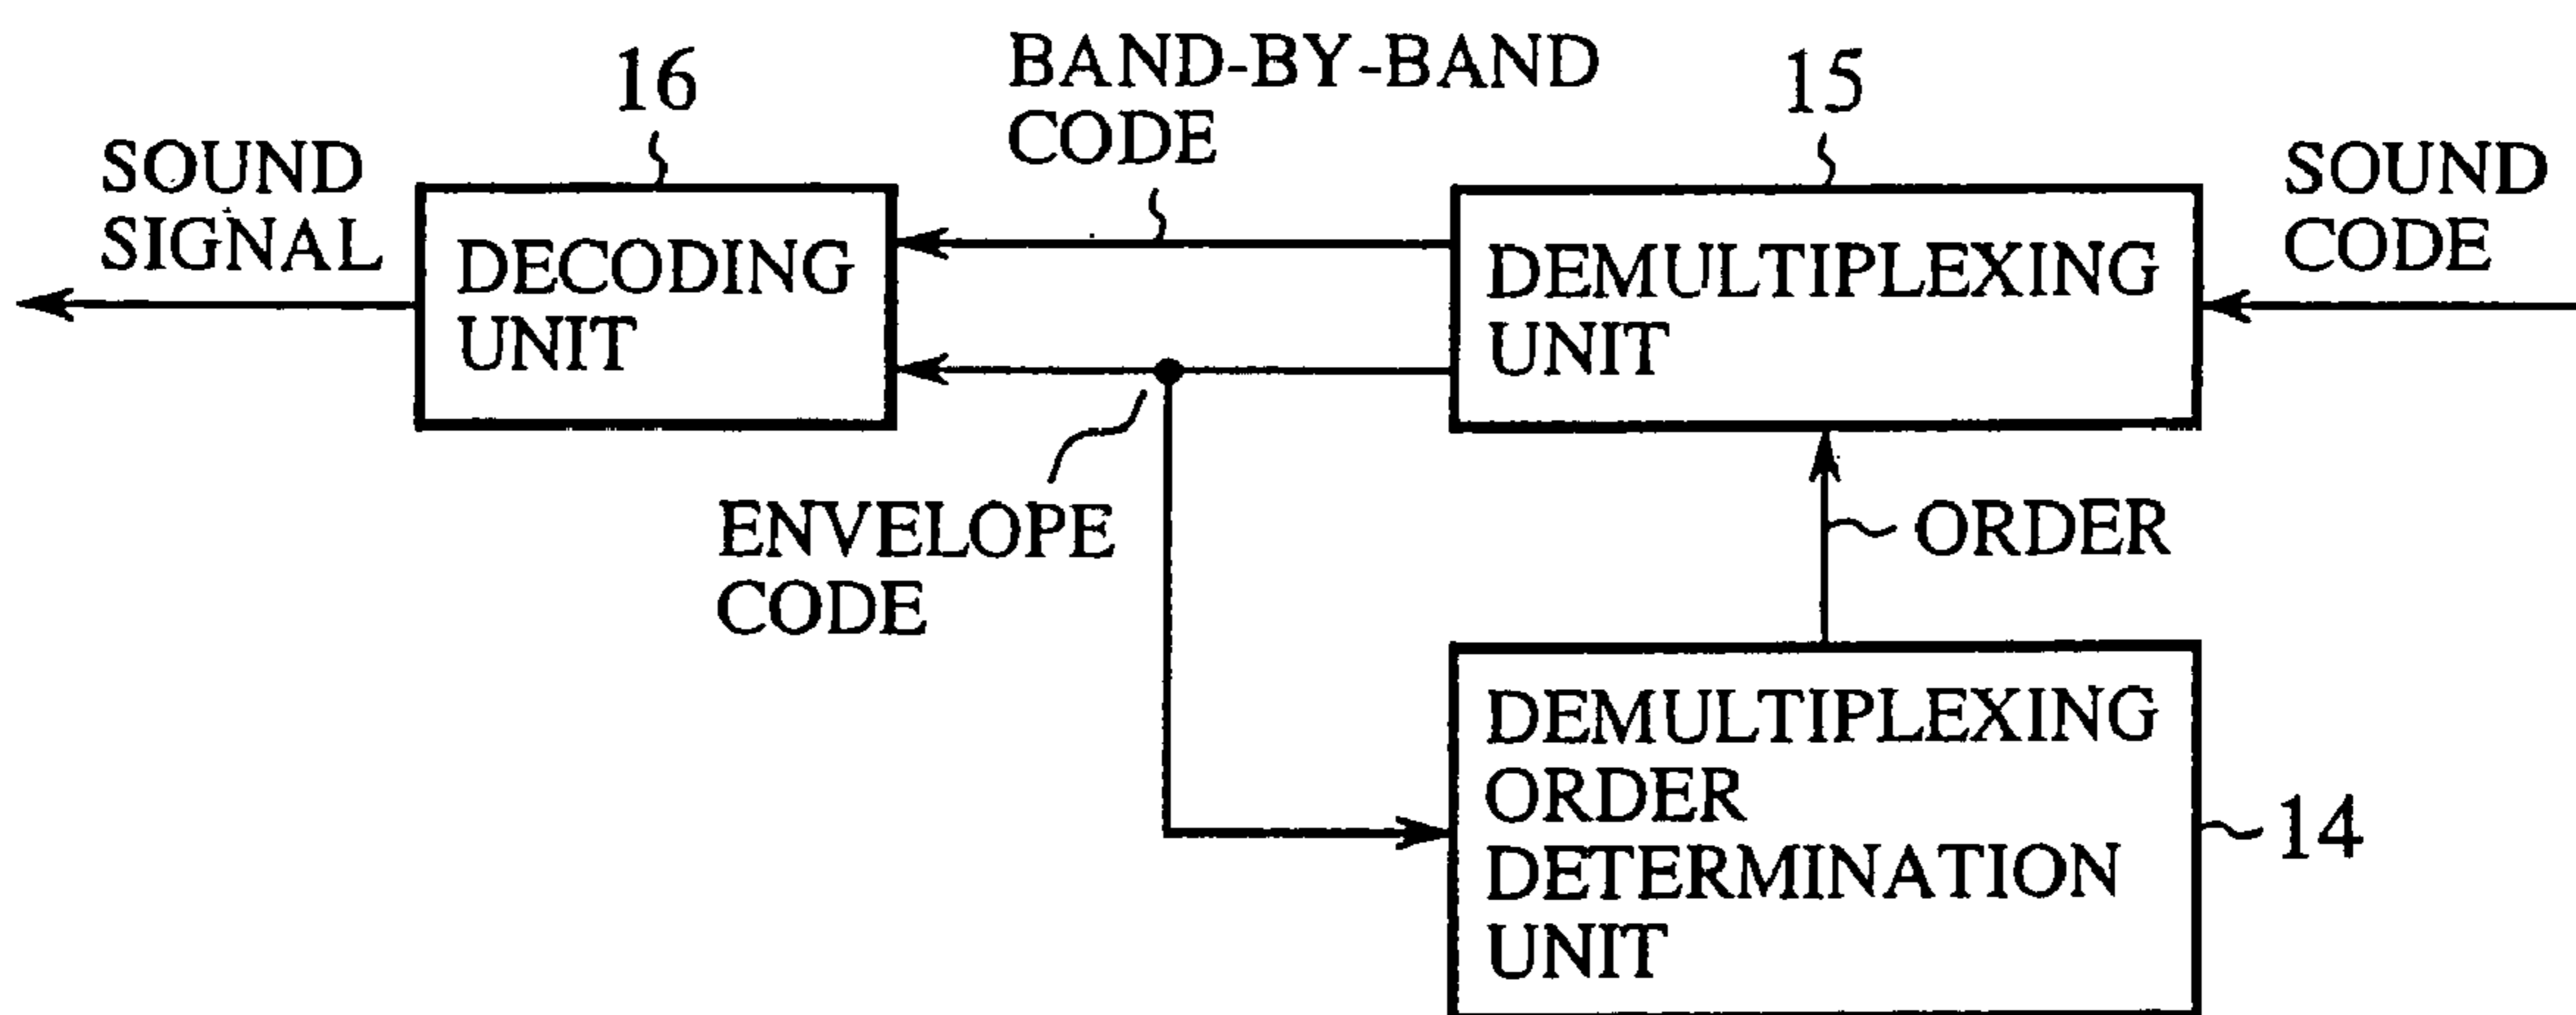 16
BAND-BY-BAND
CODE
15
SOUND
SIGNAL
DECODING
UNIT
DEMULTIPLEXING
UNIT
SOUND
CODE
ENVELOPE
CODE
ORDER
DEMULTIPLEXING
ORDER
DETERMINATION
UNIT
14